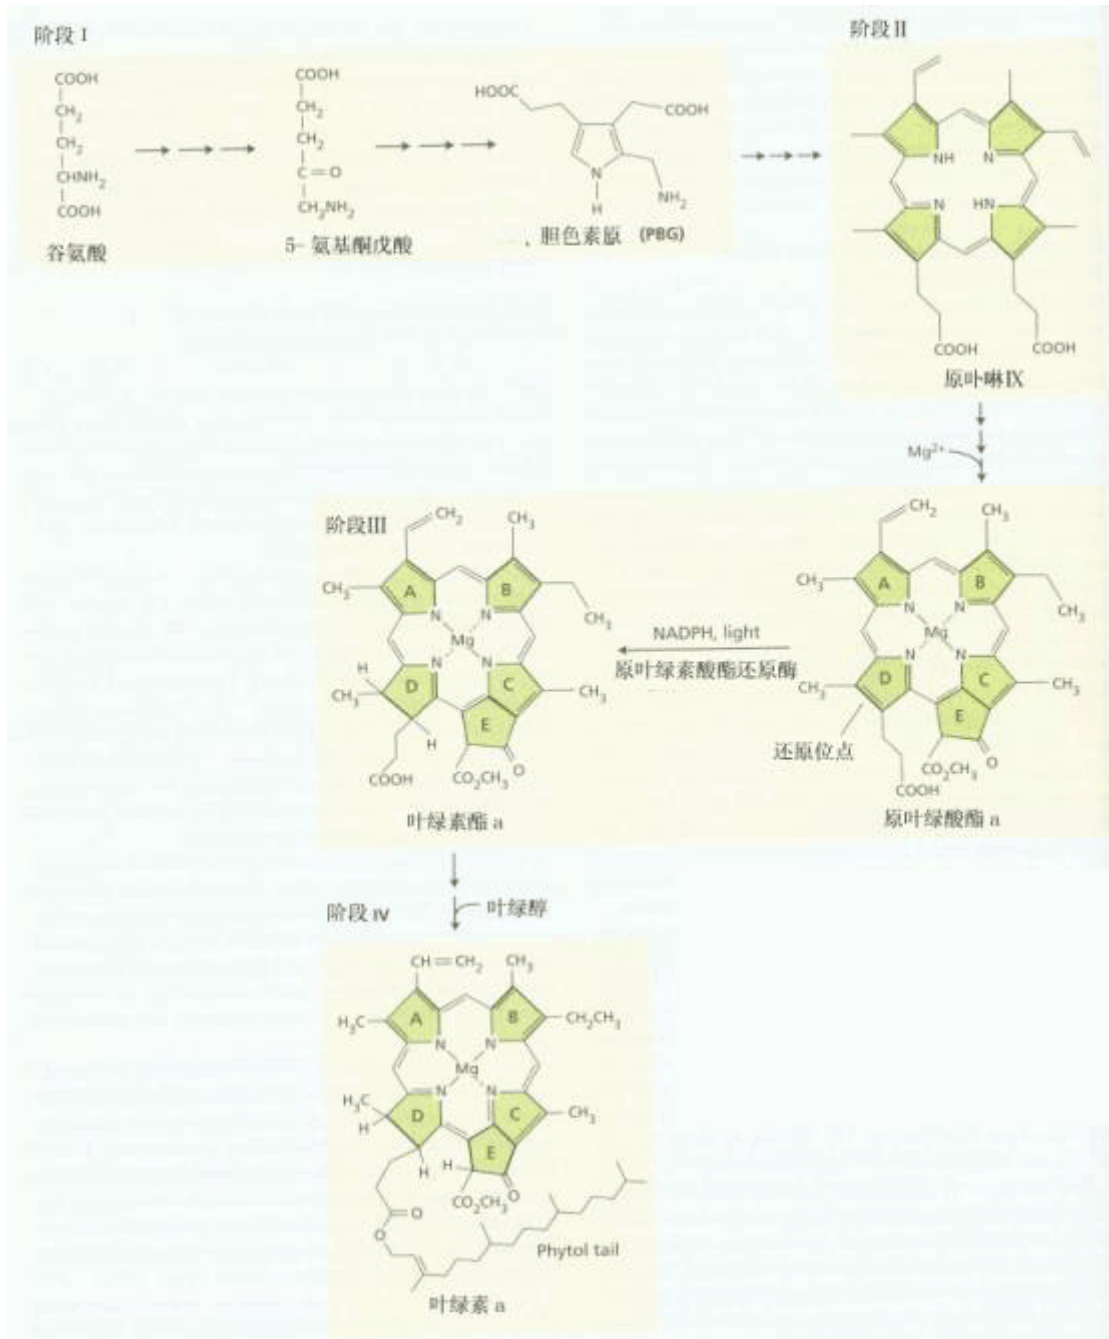 阶段 I
COOH
CH₂
CH₂
CHNH₂
COOH
谷氨酸
COOH
CH₂
CH₂
C=O
CH₂NH₂
5-氨基酮戊酸
HOOC
COOH
N
H
NH₂
胆色素原 (PBG)
阶段 II
NH
N
N
HN
COOH
COOH
原卟啉IX
Mg²⁺
阶段III
CH₂
CH₃
CH₃
A
B
N
N
CH₃
Mg
N
N
H
CH₃
D
C
CH₃
E
H
COOH
CO₂CH₃
O
叶绿素酯 a
NADPH, light
原叶绿素酸酯还原酶
CH₂
CH₃
CH₃
A
B
N
N
CH₃
Mg
N
N
CH₃
D
C
CH₃
E
还原位点
O
CO₂CH₃
COOH
原叶绿酸酯 a
叶绿醇
阶段 IV
CH=CH₂
CH₃
H₃C
A
B
CH₂CH₃
N
N
Mg
N
N
H₃C
D
C
CH₃
H
E
H
H
CO₂CH₃
O
O
O
Phytol tail
叶绿素 a